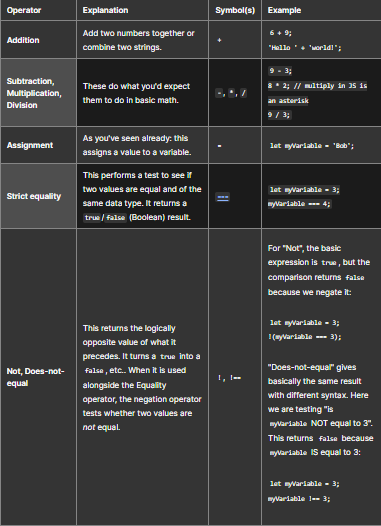 Operator Explanation Symbol(s) Example
Addition
Add two numbers together or
combine two strings.
+
6 + 9;
'Hello ' + 'world!';
Subtraction,
Multiplication,
Division
These do what you'd expect
them to do in basic math.
-, *, /
9 - 3;
8 * 2; // multiply in JS is
an asterisk
9 / 3;
Assignment
As you've seen already: this
assigns a value to a variable.
=
let myVariable = 'Bob';
Strict equality
This performs a test to see if
two values are equal and of the
same data type. It returns a
true/false (Boolean) result.
===
let myVariable = 3;
myVariable === 4;
Not, Does-not-
equal
This returns the logically
opposite value of what it
precedes. It turns a true into a
false, etc.. When it is used
alongside the Equality
operator, the negation operator
tests whether two values are
not equal.
!, !==
For "Not", the basic
expression is true, but the
comparison returns false
because we negate it:
let myVariable = 3;
!(myVariable === 3);
"Does-not-equal" gives
basically the same result
with different syntax. Here
we are testing "is
myVariable NOT equal to 3".
This returns false because
myVariable IS equal to 3:
let myVariable = 3;
myVariable !== 3;